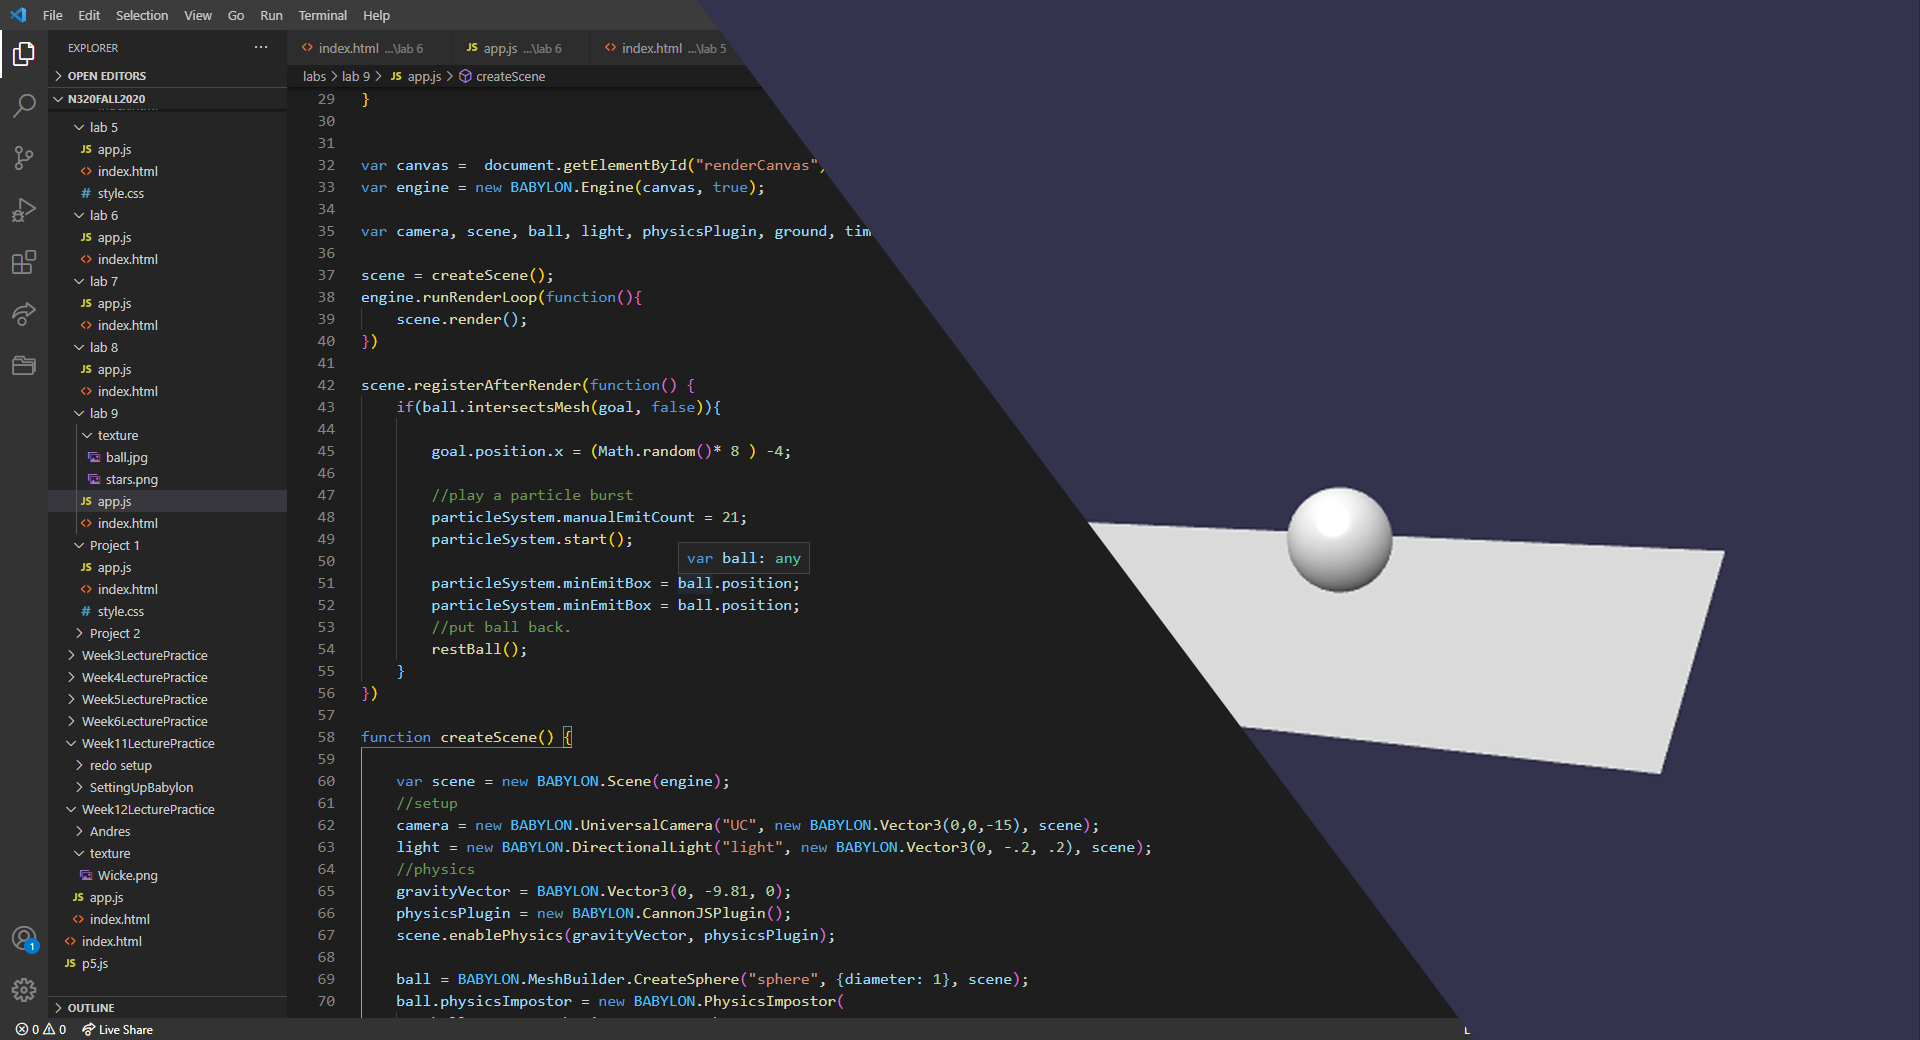 File Edit Selection View Go Run Terminal Help
EXPLORER ···
OPEN EDITORS
N320FALL2020
lab 5
JS app.js
<> index.html
# style.css
lab 6
JS app.js
<> index.html
lab 7
JS app.js
<> index.html
lab 8
JS app.js
<> index.html
lab 9
texture
ball.jpg
stars.png
JS app.js
<> index.html
Project 1
JS app.js
<> index.html
# style.css
Project 2
Week3LecturePractice
Week4LecturePractice
Week5LecturePractice
Week6LecturePractice
Week11LecturePractice
redo setup
SettingUpBabylon
Week12LecturePractice
Andres
texture
Wicke.png
JS app.js
<> index.html
<> index.html
JS p5.js
OUTLINE
<> index.html ...\lab 6 JS app.js ...\lab 6 <> index.html ...\lab 5
labs > lab 9 > JS app.js > createScene
29 }
30
31
32 var canvas =  document.getElementById("renderCanvas")
33 var engine = new BABYLON.Engine(canvas, true);
34
35 var camera, scene, ball, light, physicsPlugin, ground, tim
36
37 scene = createScene();
38 engine.runRenderLoop(function(){
39     scene.render();
40 })
41
42 scene.registerAfterRender(function() {
43     if(ball.intersectsMesh(goal, false)){
44
45         goal.position.x = (Math.random()* 8 ) -4;
46
47         //play a particle burst
48         particleSystem.manualEmitCount = 21;
49         particleSystem.start();
50 var ball: any
51         particleSystem.minEmitBox = ball.position;
52         particleSystem.minEmitBox = ball.position;
53         //put ball back.
54         restBall();
55     }
56 })
57
58 function createScene() {
59
60     var scene = new BABYLON.Scene(engine);
61     //setup
62     camera = new BABYLON.UniversalCamera("UC", new BABYLON.Vector3(0,0,-15), scene);
63     light = new BABYLON.DirectionalLight("light", new BABYLON.Vector3(0, -.2, .2), scene);
64     //physics
65     gravityVector = BABYLON.Vector3(0, -9.81, 0);
66     physicsPlugin = new BABYLON.CannonJSPlugin();
67     scene.enablePhysics(gravityVector, physicsPlugin);
68
69     ball = BABYLON.MeshBuilder.CreateSphere("sphere", {diameter: 1}, scene);
70     ball.physicsImpostor = new BABYLON.PhysicsImpostor(
1
0 0 Live Share